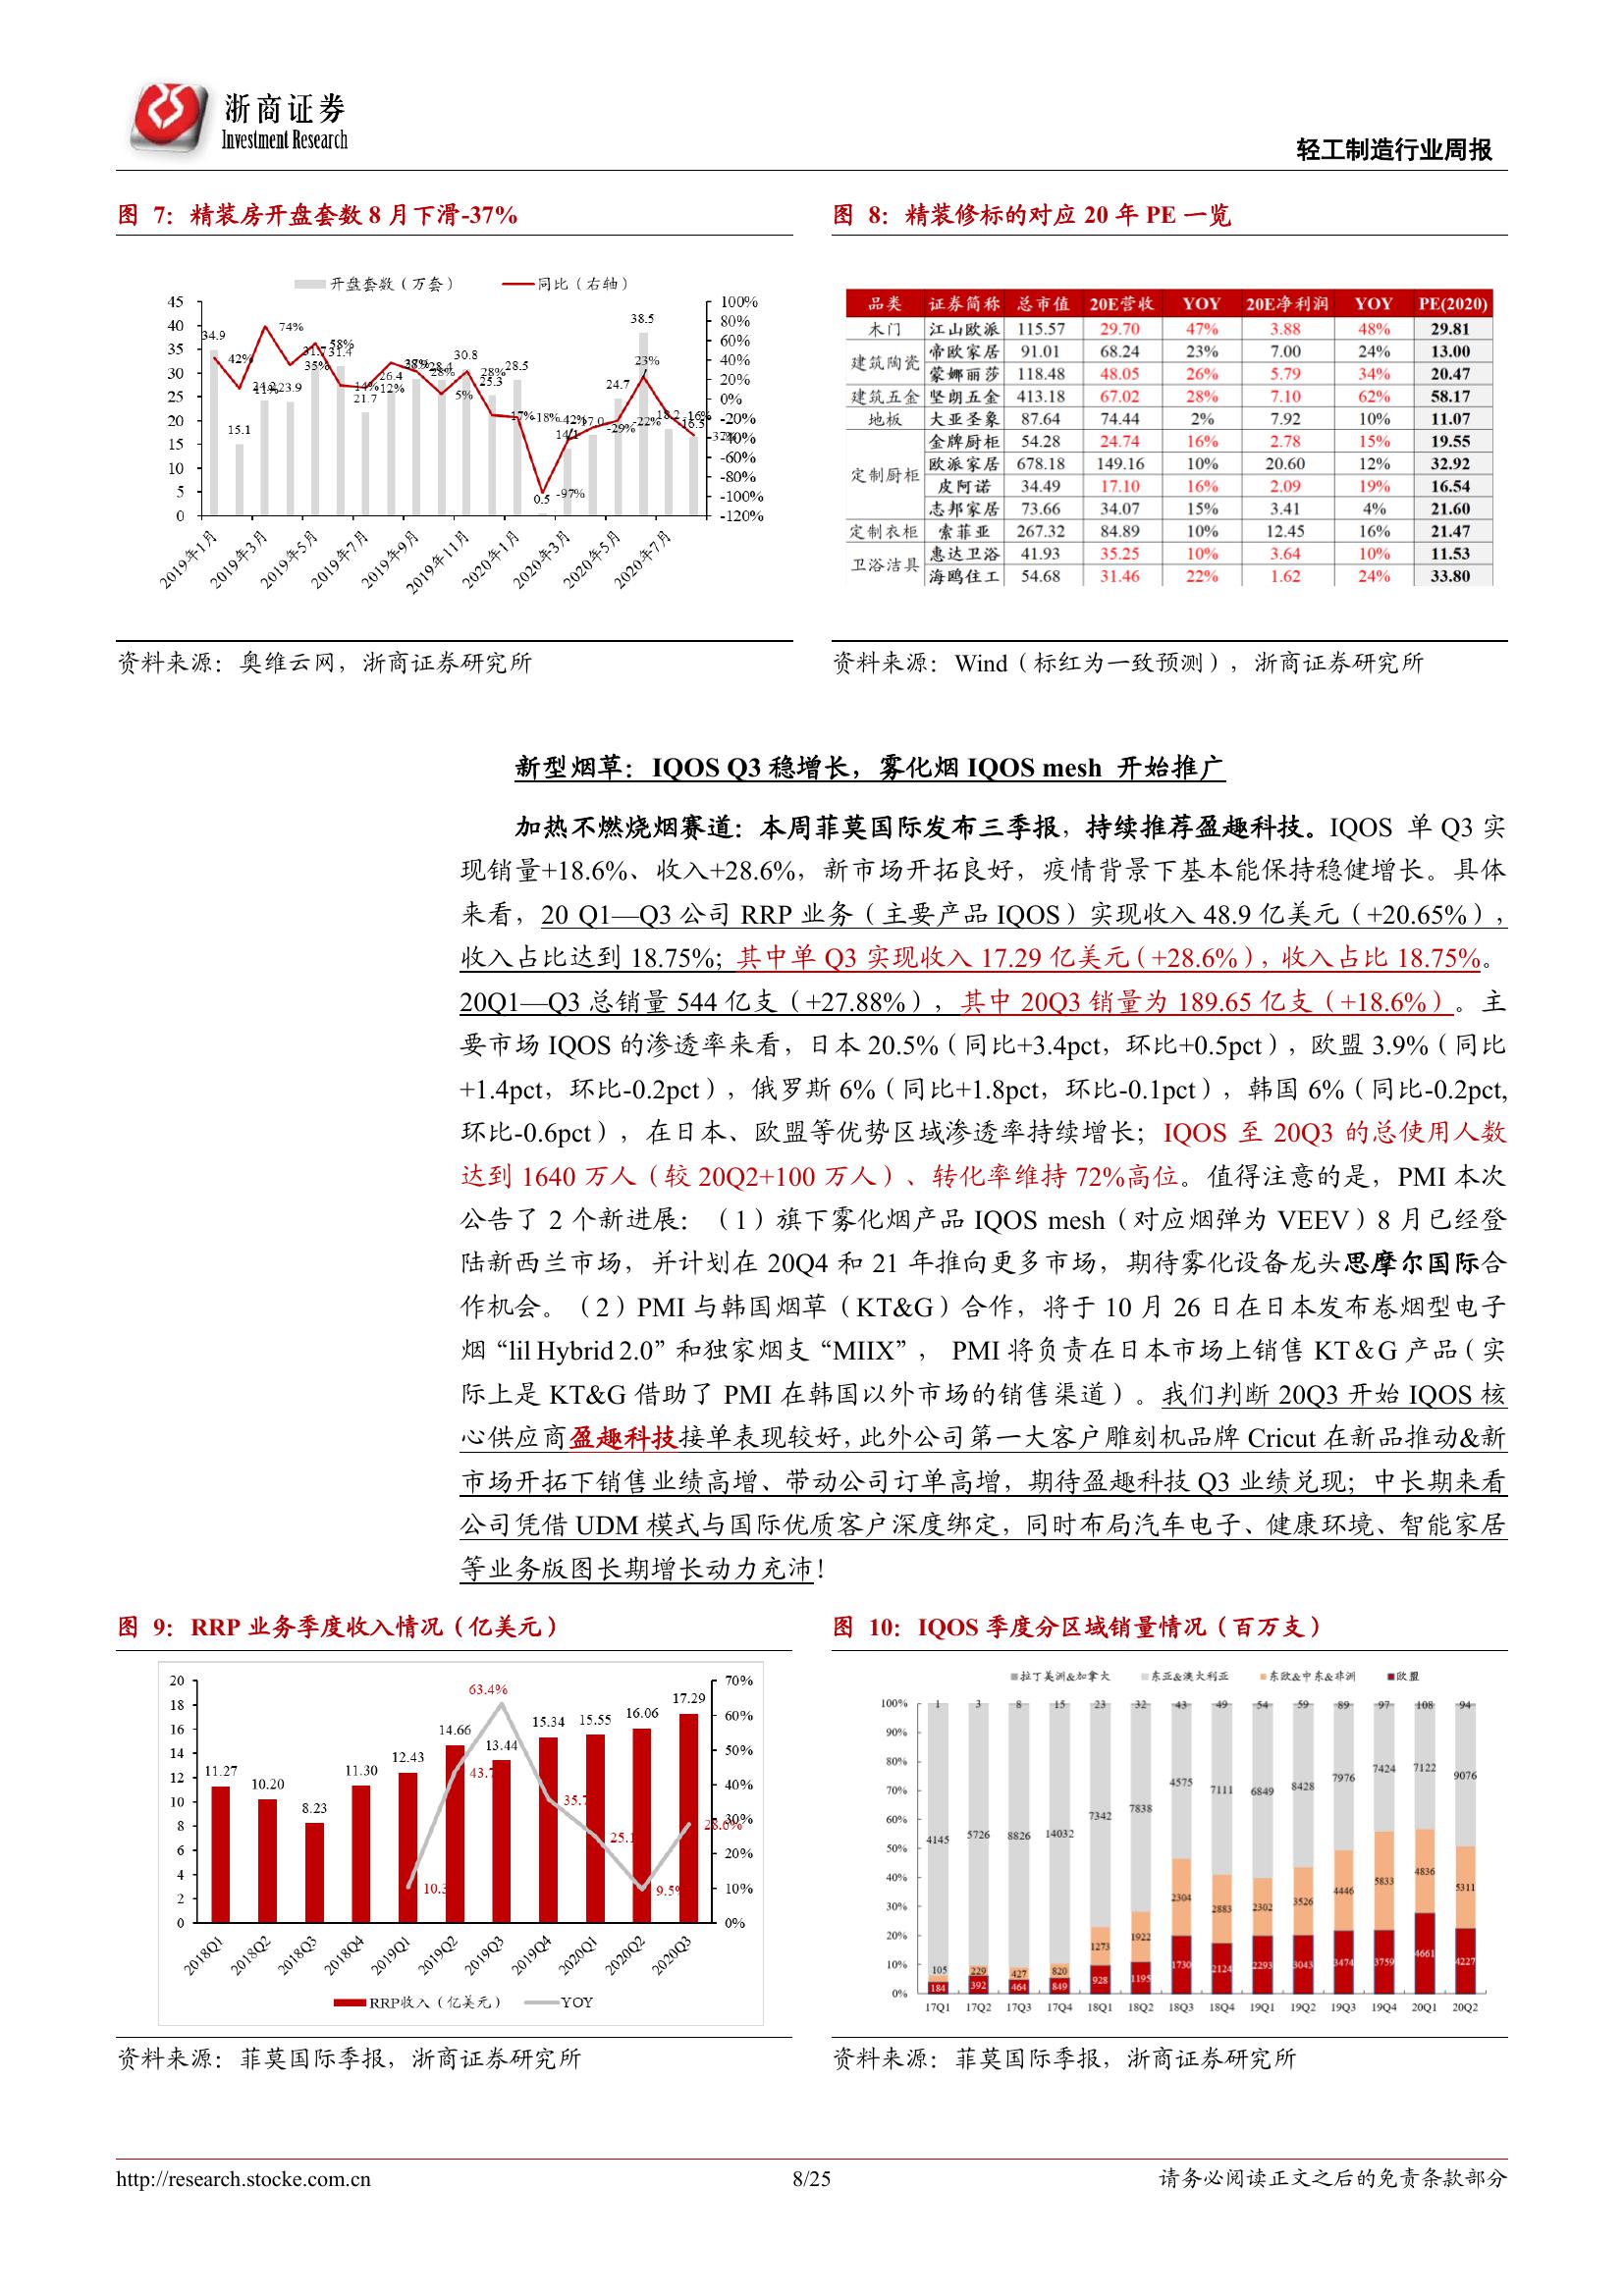 浙商证券
Investment Research
轻工制造行业周报
图 7：精装房开盘套数 8 月下滑-37%
开盘套数（万套） 同比（右轴）
45 40 35 30 25 20 15 10 5 0
100% 80% 60% 40% 20% 0% -20% -40% -60% -80% -100% -120%
34.9 15.1 23.9 31.4 21.7 26.4 30.8 25.3 28.5 0.5 24.7 38.5
42% 74% 35% 58% 14% 12% 5% 28% -18% -97% -29% -22% 23% -16%
2019年1月 2019年3月 2019年5月 2019年7月 2019年9月 2019年11月 2020年1月 2020年3月 2020年5月 2020年7月
资料来源：奥维云网，浙商证券研究所
图 8：精装修标的对应 20 年 PE 一览
品类 证券简称 总市值 20E营收 YOY 20E净利润 YOY PE(2020)
木门 江山欧派 115.57 29.70 47% 3.88 48% 29.81
建筑陶瓷 帝欧家居 91.01 68.24 23% 7.00 24% 13.00
蒙娜丽莎 118.48 48.05 26% 5.79 34% 20.47
建筑五金 坚朗五金 413.18 67.02 28% 7.10 62% 58.17
地板 大亚圣象 87.64 74.44 2% 7.92 10% 11.07
定制厨柜 金牌厨柜 54.28 24.74 16% 2.78 15% 19.55
欧派家居 678.18 149.16 10% 20.60 12% 32.92
皮阿诺 34.49 17.10 16% 2.09 19% 16.54
志邦家居 73.66 34.07 15% 3.41 4% 21.60
定制衣柜 索菲亚 267.32 84.89 10% 12.45 16% 21.47
卫浴洁具 惠达卫浴 41.93 35.25 10% 3.64 10% 11.53
海鸥住工 54.68 31.46 22% 1.62 24% 33.80
资料来源：Wind（标红为一致预测），浙商证券研究所
新型烟草：IQOS Q3 稳增长，雾化烟 IQOS mesh 开始推广
加热不燃烧烟赛道：本周菲莫国际发布三季报，持续推荐盈趣科技。IQOS 单 Q3 实
现销量+18.6%、收入+28.6%，新市场开拓良好，疫情背景下基本能保持稳健增长。具体
来看，20 Q1—Q3 公司 RRP 业务（主要产品 IQOS）实现收入 48.9 亿美元（+20.65%），
收入占比达到 18.75%；其中单 Q3 实现收入 17.29 亿美元（+28.6%），收入占比 18.75%。
20Q1—Q3 总销量 544 亿支（+27.88%），其中 20Q3 销量为 189.65 亿支（+18.6%）。主
要市场 IQOS 的渗透率来看，日本 20.5%（同比+3.4pct，环比+0.5pct），欧盟 3.9%（同比
+1.4pct，环比-0.2pct），俄罗斯 6%（同比+1.8pct，环比-0.1pct），韩国 6%（同比-0.2pct,
环比-0.6pct），在日本、欧盟等优势区域渗透率持续增长；IQOS 至 20Q3 的总使用人数
达到 1640 万人（较 20Q2+100 万人）、转化率维持 72%高位。值得注意的是，PMI 本次
公告了 2 个新进展：（1）旗下雾化烟产品 IQOS mesh（对应烟弹为 VEEV）8 月已经登
陆新西兰市场，并计划在 20Q4 和 21 年推向更多市场，期待雾化设备龙头思摩尔国际合
作机会。（2）PMI 与韩国烟草（KT&G）合作，将于 10 月 26 日在日本发布卷烟型电子
烟“lil Hybrid 2.0”和独家烟支“MIIX”， PMI 将负责在日本市场上销售 KT＆G 产品（实
际上是 KT&G 借助了 PMI 在韩国以外市场的销售渠道）。我们判断 20Q3 开始 IQOS 核
心供应商盈趣科技接单表现较好，此外公司第一大客户雕刻机品牌 Cricut 在新品推动&新
市场开拓下销售业绩高增、带动公司订单高增，期待盈趣科技 Q3 业绩兑现；中长期来看
公司凭借 UDM 模式与国际优质客户深度绑定，同时布局汽车电子、健康环境、智能家居
等业务版图长期增长动力充沛！
图 9：RRP 业务季度收入情况（亿美元）
20 18 16 14 12 10 8 6 4 2 0
70% 60% 50% 40% 30% 20% 10% 0%
11.27 10.20 8.23 11.30 12.43 14.66 13.44 15.34 15.55 16.06 17.29
63.4% 9.5% 28.6%
2018Q1 2018Q2 2018Q3 2018Q4 2019Q1 2019Q2 2019Q3 2019Q4 2020Q1 2020Q2 2020Q3
RRP收入（亿美元） YOY
资料来源：菲莫国际季报，浙商证券研究所
图 10：IQOS 季度分区域销量情况（百万支）
拉丁美洲&加拿大 东亚&澳大利亚 东欧&中东&非洲 欧盟
100% 90% 80% 70% 60% 50% 40% 30% 20% 10% 0%
1 3 8 15 23 32 43 49 54 59 89 97 108 94
4145 5726 8826 14032 7342 7838 4575 7111 6849 8428 7976 7424 7122 9076
105 229 427 820 1273 1922 2304 2883 2302 3526 4446 5833 4836 5311
184 392 464 849 928 1195 1730 2124 2293 3043 3474 3759 4661 4227
17Q1 17Q2 17Q3 17Q4 18Q1 18Q2 18Q3 18Q4 19Q1 19Q2 19Q3 19Q4 20Q1 20Q2
资料来源：菲莫国际季报，浙商证券研究所
http://research.stocke.com.cn
8/25
请务必阅读正文之后的免责条款部分